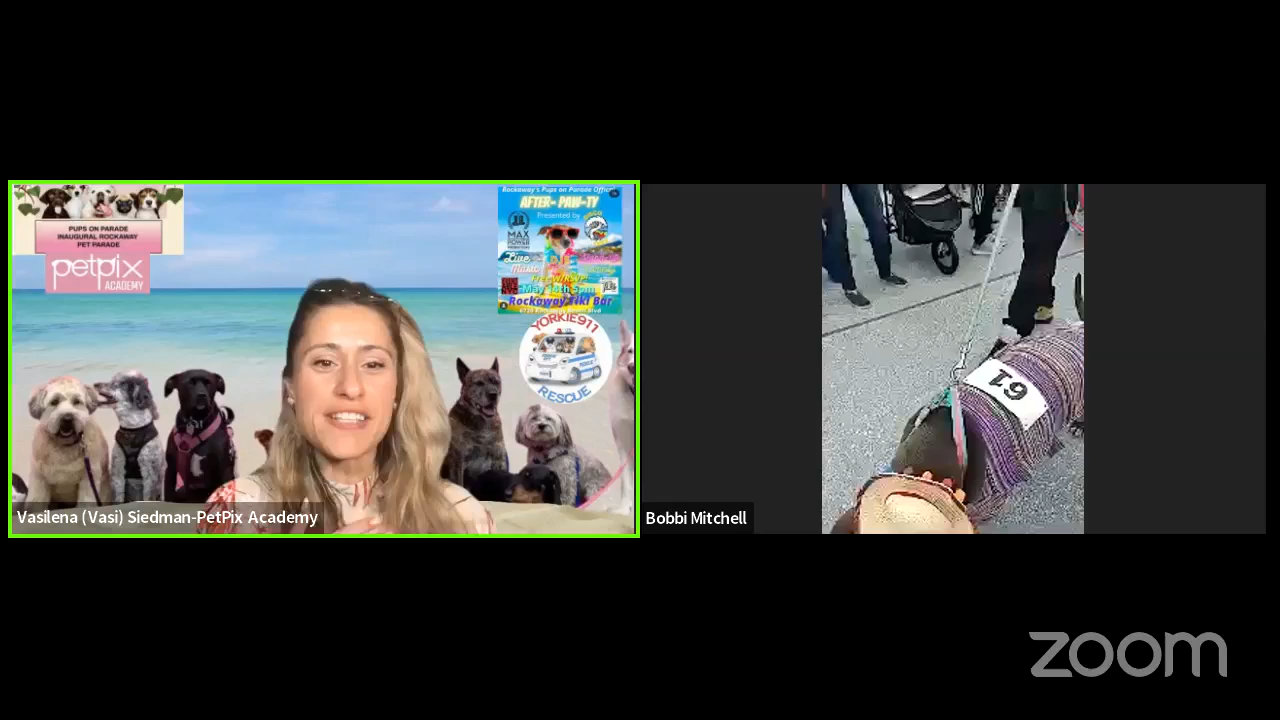 PUPS ON PARADE
INAUGURAL ROCKAWAY
PET PARADE
petpix
ACADEMY
Rockaway's Pups on Parade Official
AFTER-PAW-TY
Presented by
MAX
POWER
Live
Music
May 14th 5pm
Rockaway Tiki Bar
YORKIE911
RESCUE
61
Vasilena (Vasi) Siedman-PetPix Academy
Bobbi Mitchell
zoom